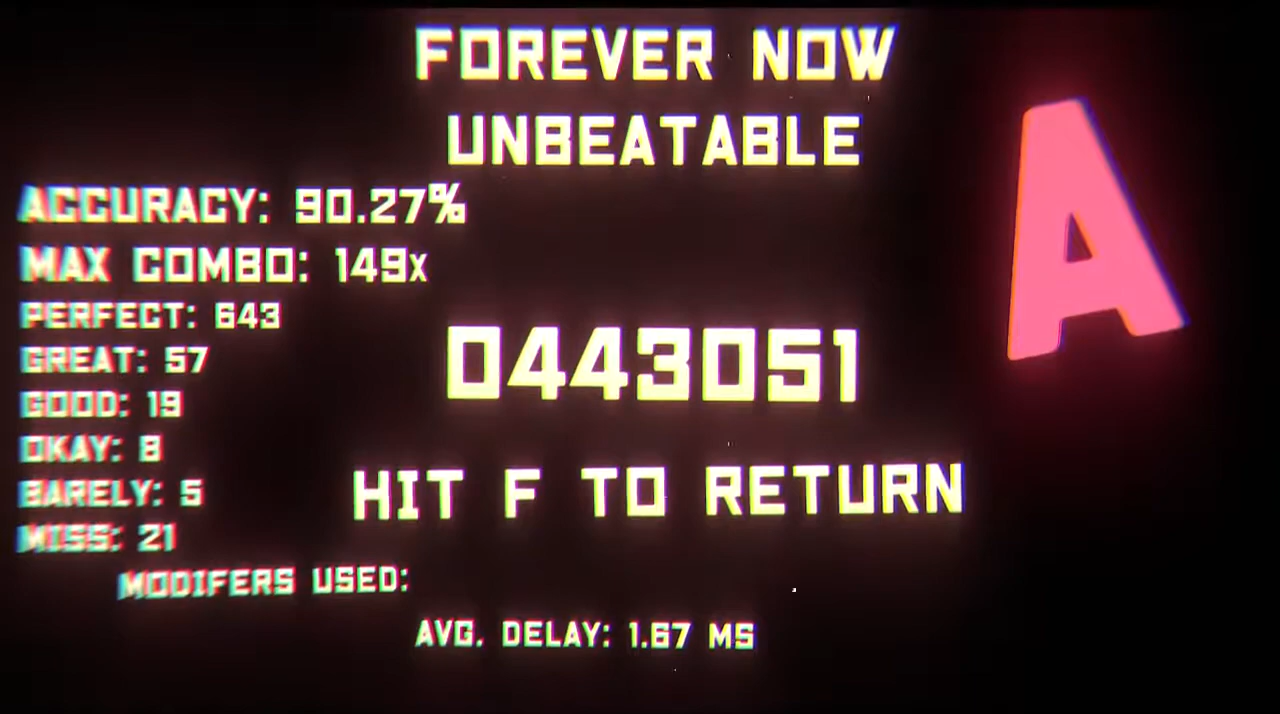 FOREVER NOW
UNBEATABLE
A
ACCURACY: 90.27%
MAX COMBO: 149x
PERFECT: 643
GREAT: 57
GOOD: 19
OKAY: 8
BARELY: 5
MISS: 21
0443051
HIT F TO RETURN
MODIFERS USED:
AVG. DELAY: 1.67 MS